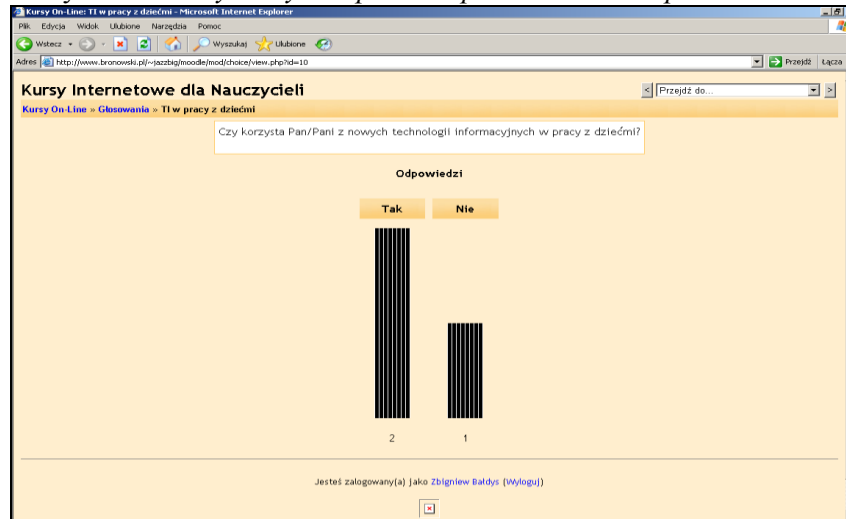 Kursy On-Line: TI w pracy z dziećmi - Microsoft Internet Explorer
Plik Edycja Widok Ulubione Narzędzia Pomoc
Wstecz Wyszukaj Ulubione
Adres http://www.bronowski.pl/~jazzbig/moodle/mod/choice/view.php?id=10 Przejdź Łącza
Kursy Internetowe dla Nauczycieli < Przejdź do... >
Kursy On-Line » Głosowania » TI w pracy z dziećmi
Czy korzysta Pan/Pani z nowych technologii informacyjnych w pracy z dziećmi?
Odpowiedzi
Tak Nie
2 1
Jesteś zalogowany(a) jako Zbigniew Bałdys (Wyloguj)